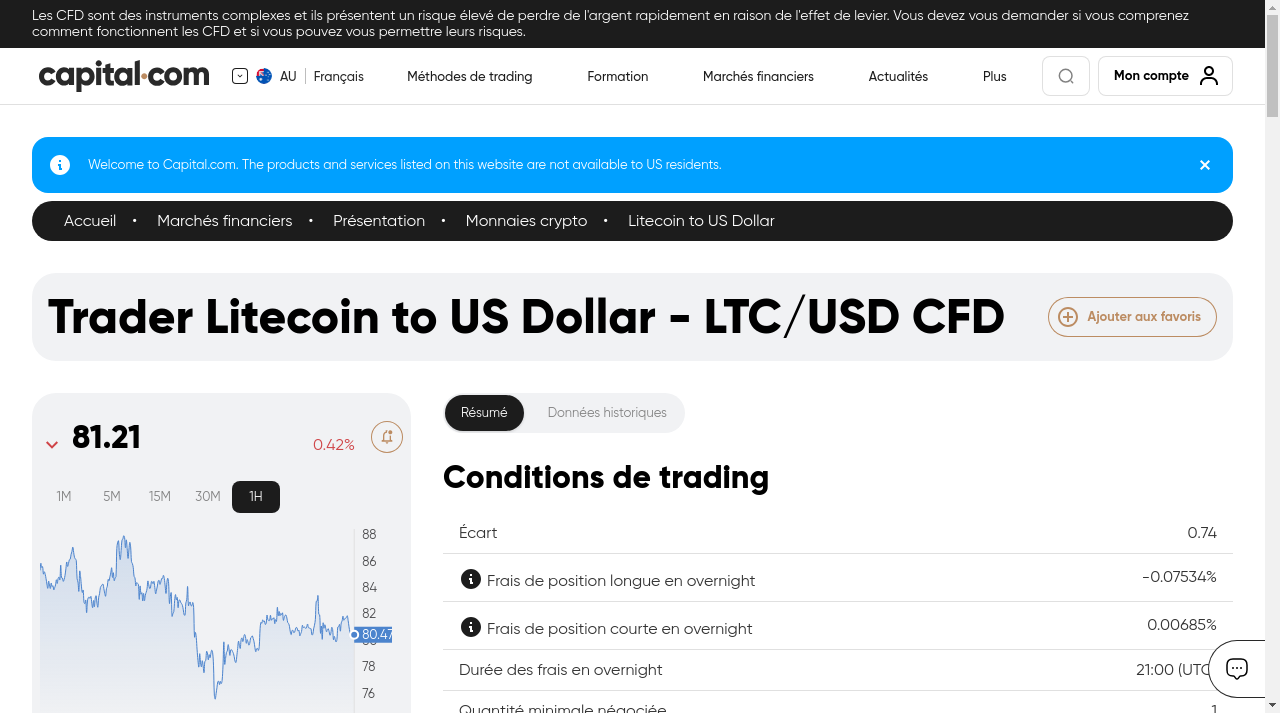 Les CFD sont des instruments complexes et ils présentent un risque élevé de perdre de l'argent rapidement en raison de l'effet de levier. Vous devez vous demander si vous comprenez
comment fonctionnent les CFD et si vous pouvez vous permettre leurs risques.
capital.com AU Français Méthodes de trading Formation Marchés financiers Actualités Plus Mon compte
Welcome to Capital.com. The products and services listed on this website are not available to US residents.
Accueil • Marchés financiers • Présentation • Monnaies crypto • Litecoin to US Dollar
Trader Litecoin to US Dollar - LTC/USD CFD
Ajouter aux favoris
81.21 0.42%
1M 5M 15M 30M 1H
88
86
84
82
80.47
78
76
Résumé Données historiques
Conditions de trading
Écart 0.74
Frais de position longue en overnight -0.07534%
Frais de position courte en overnight 0.00685%
Durée des frais en overnight 21:00 (UTC
Quantité minimale négociée 1